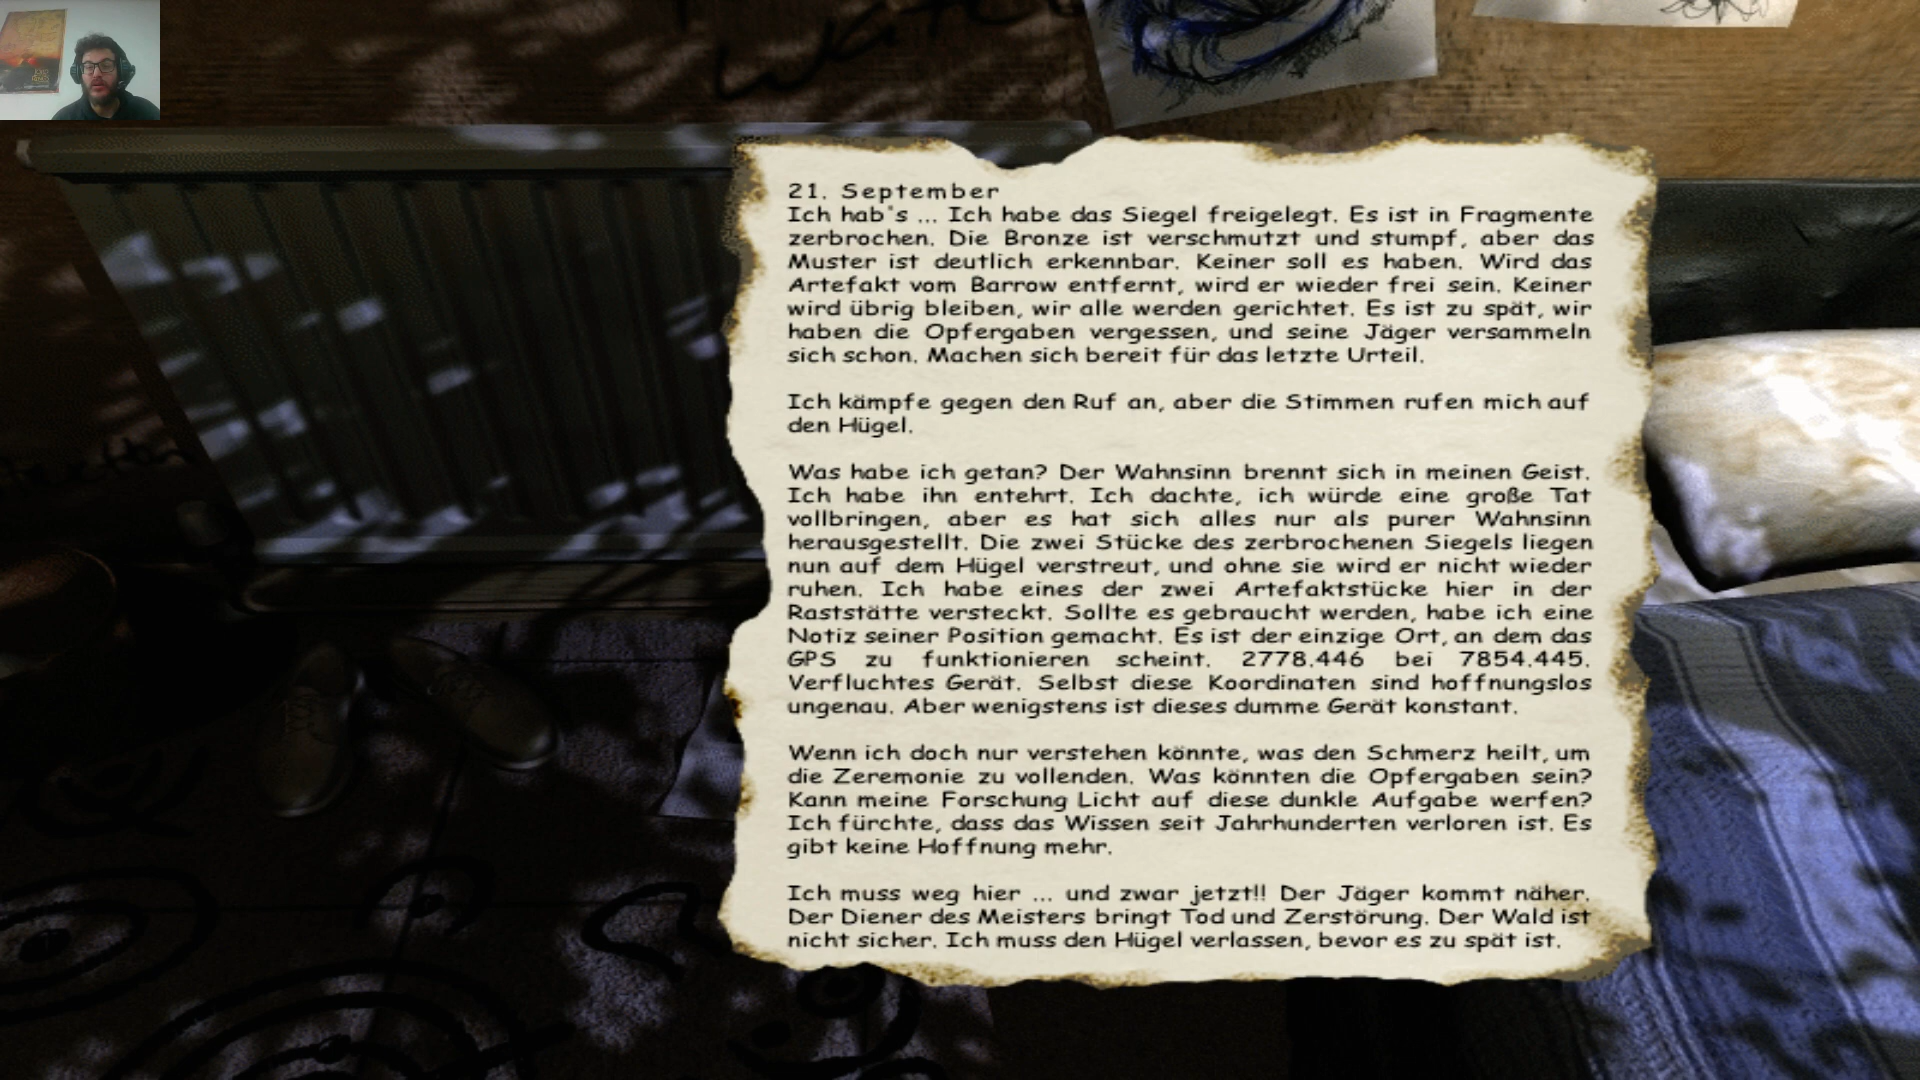 21. September
Ich hab's ... Ich habe das Siegel freigelegt. Es ist in Fragmente
zerbrochen. Die Bronze ist verschmutzt und stumpf, aber das
Muster ist deutlich erkennbar. Keiner soll es haben. Wird das
Artefakt vom Barrow entfernt, wird er wieder frei sein. Keiner
wird übrig bleiben, wir alle werden gerichtet. Es ist zu spät, wir
haben die Opfergaben vergessen, und seine Jäger versammeln
sich schon. Machen sich bereit für das letzte Urteil.
Ich kämpfe gegen den Ruf an, aber die Stimmen rufen mich auf
den Hügel.
Was habe ich getan? Der Wahnsinn brennt sich in meinen Geist.
Ich habe ihn entehrt. Ich dachte, ich würde eine große Tat
vollbringen, aber es hat sich alles nur als purer Wahnsinn
herausgestellt. Die zwei Stücke des zerbrochenen Siegels liegen
nun auf dem Hügel verstreut, und ohne sie wird er nicht wieder
ruhen. Ich habe eines der zwei Artefaktstücke hier in der
Raststätte versteckt. Sollte es gebraucht werden, habe ich eine
Notiz seiner Position gemacht. Es ist der einzige Ort, an dem das
GPS zu funktionieren scheint. 2778.446 bei 7854.445.
Verfluchtes Gerät. Selbst diese Koordinaten sind hoffnungslos
ungenau. Aber wenigstens ist dieses dumme Gerät konstant.
Wenn ich doch nur verstehen könnte, was den Schmerz heilt, um
die Zeremonie zu vollenden. Was könnten die Opfergaben sein?
Kann meine Forschung Licht auf diese dunkle Aufgabe werfen?
Ich fürchte, dass das Wissen seit Jahrhunderten verloren ist. Es
gibt keine Hoffnung mehr.
Ich muss weg hier ... und zwar jetzt!! Der Jäger kommt näher.
Der Diener des Meisters bringt Tod und Zerstörung. Der Wald ist
nicht sicher. Ich muss den Hügel verlassen, bevor es zu spät ist.